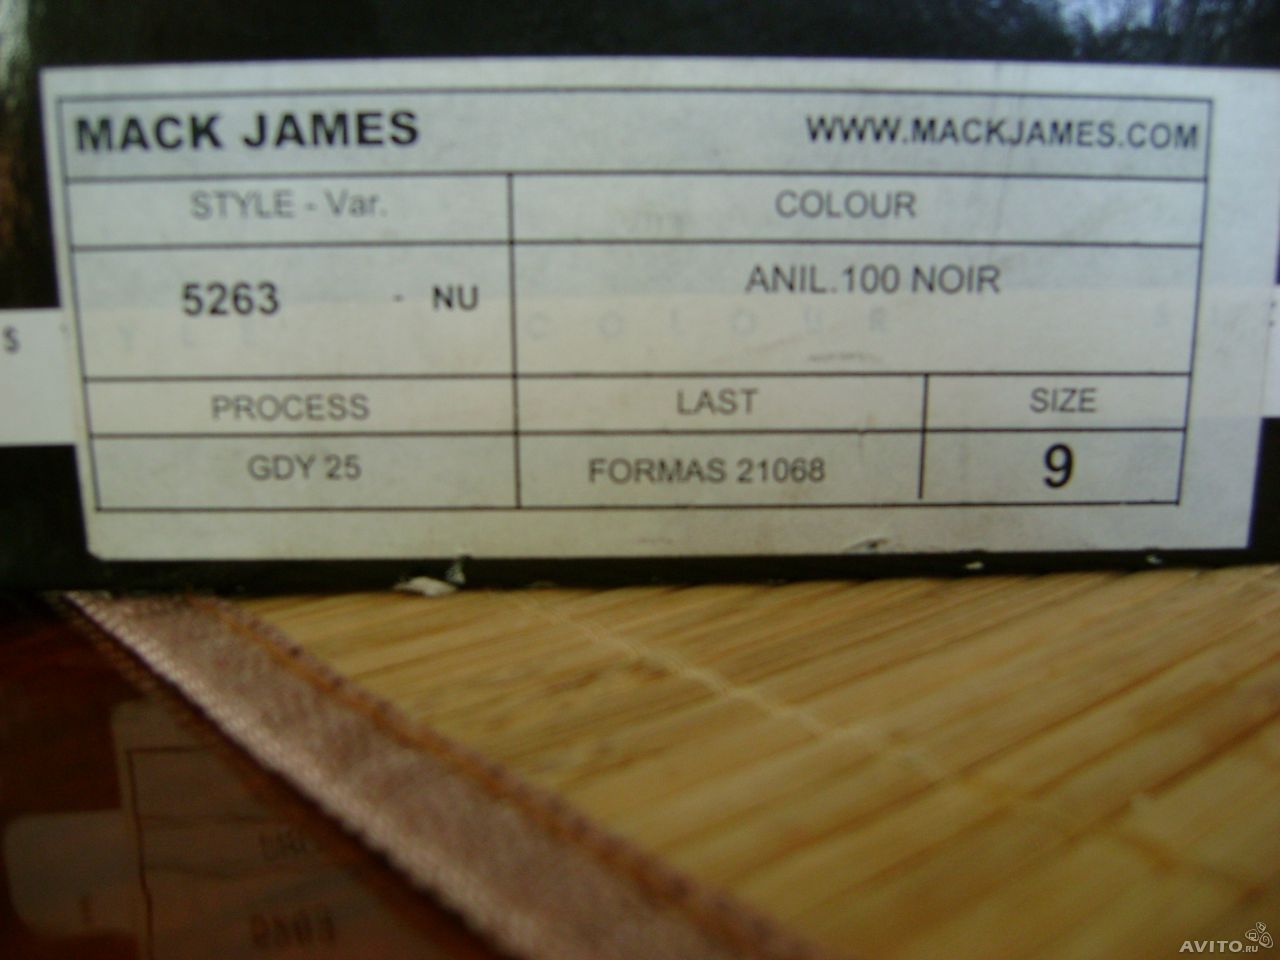 MACK JAMES WWW.MACKJAMES.COM
STYLE - Var. COLOUR
5263 - NU ANIL.100 NOIR
S COLOUR
PROCESS LAST SIZE
GDY 25 FORMAS 21068 9
AVITO.RU